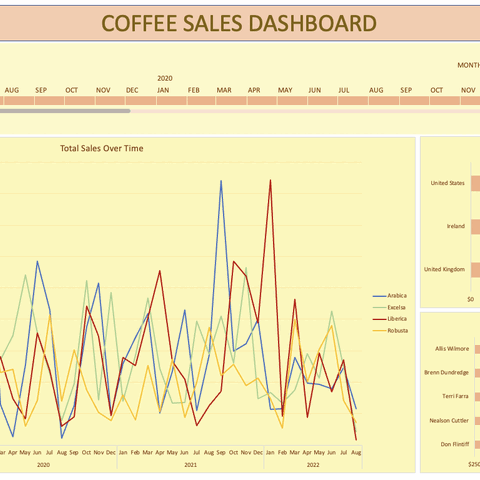 COFFEE SALES DASHBOARD
MONTH
2020
AUG SEP OCT NOV DEC JAN FEB MAR APR MAY JUN JUL AUG SEP OCT NOV
Total Sales Over Time
Arabica
Excelsa
Liberica
Robusta
Mar Apr May Jun Jul Aug Sep Oct Nov Dec Jan Feb Mar Apr May Jun Jul Aug Sep Oct Nov Dec Jan Feb Mar Apr May Jun Jul Aug
2020 2021 2022
United States
Ireland
United Kingdom
$0
Allis Wilmore
Brenn Dundredge
Terri Farra
Nealson Cuttler
Don Flintiff
$250